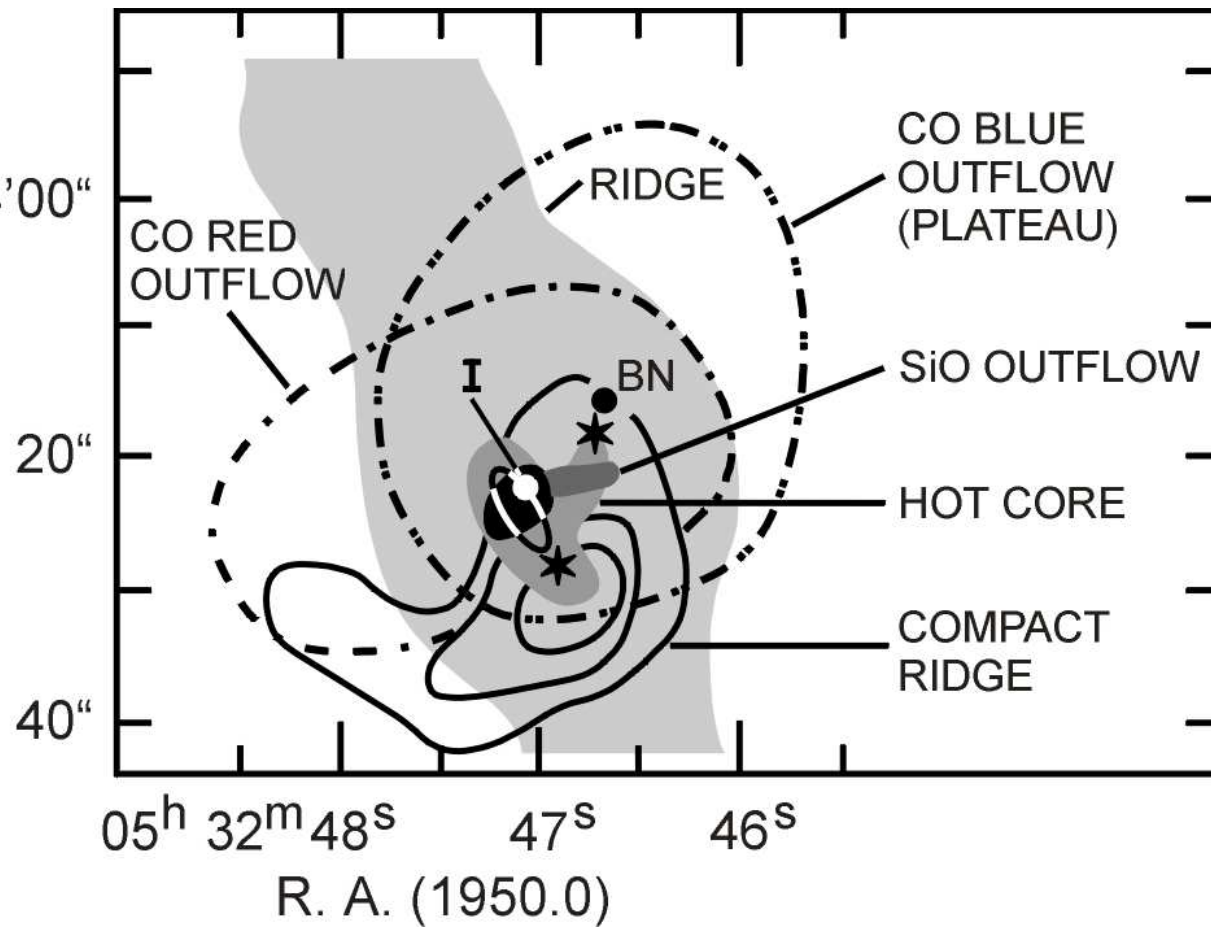 CO BLUE
OUTFLOW
(PLATEAU)
RIDGE
'00“
CO RED
OUTFLOW
I
BN
SiO OUTFLOW
20“
HOT CORE
COMPACT
RIDGE
40“
05h 32m 48s 47s 46s
R. A. (1950.0)